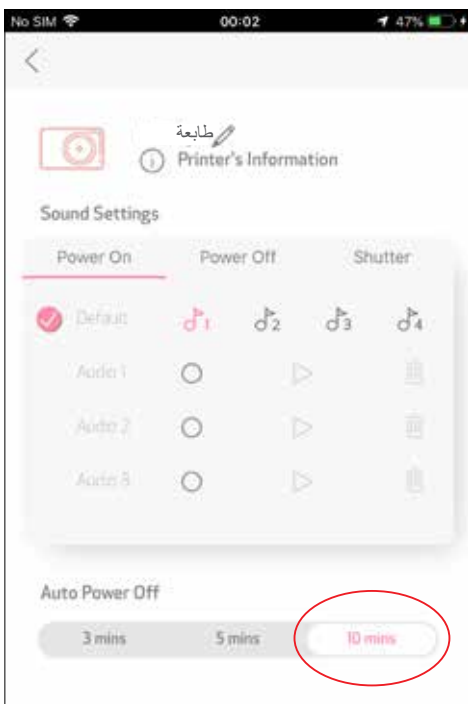 No SIM 00:02 47%
طابعة
Printer's Information
Sound Settings
Power On Power Off Shutter
Default 1 2 3 4
Audio 1
Audio 2
Audio 3
Auto Power Off
3 mins 5 mins 10 mins